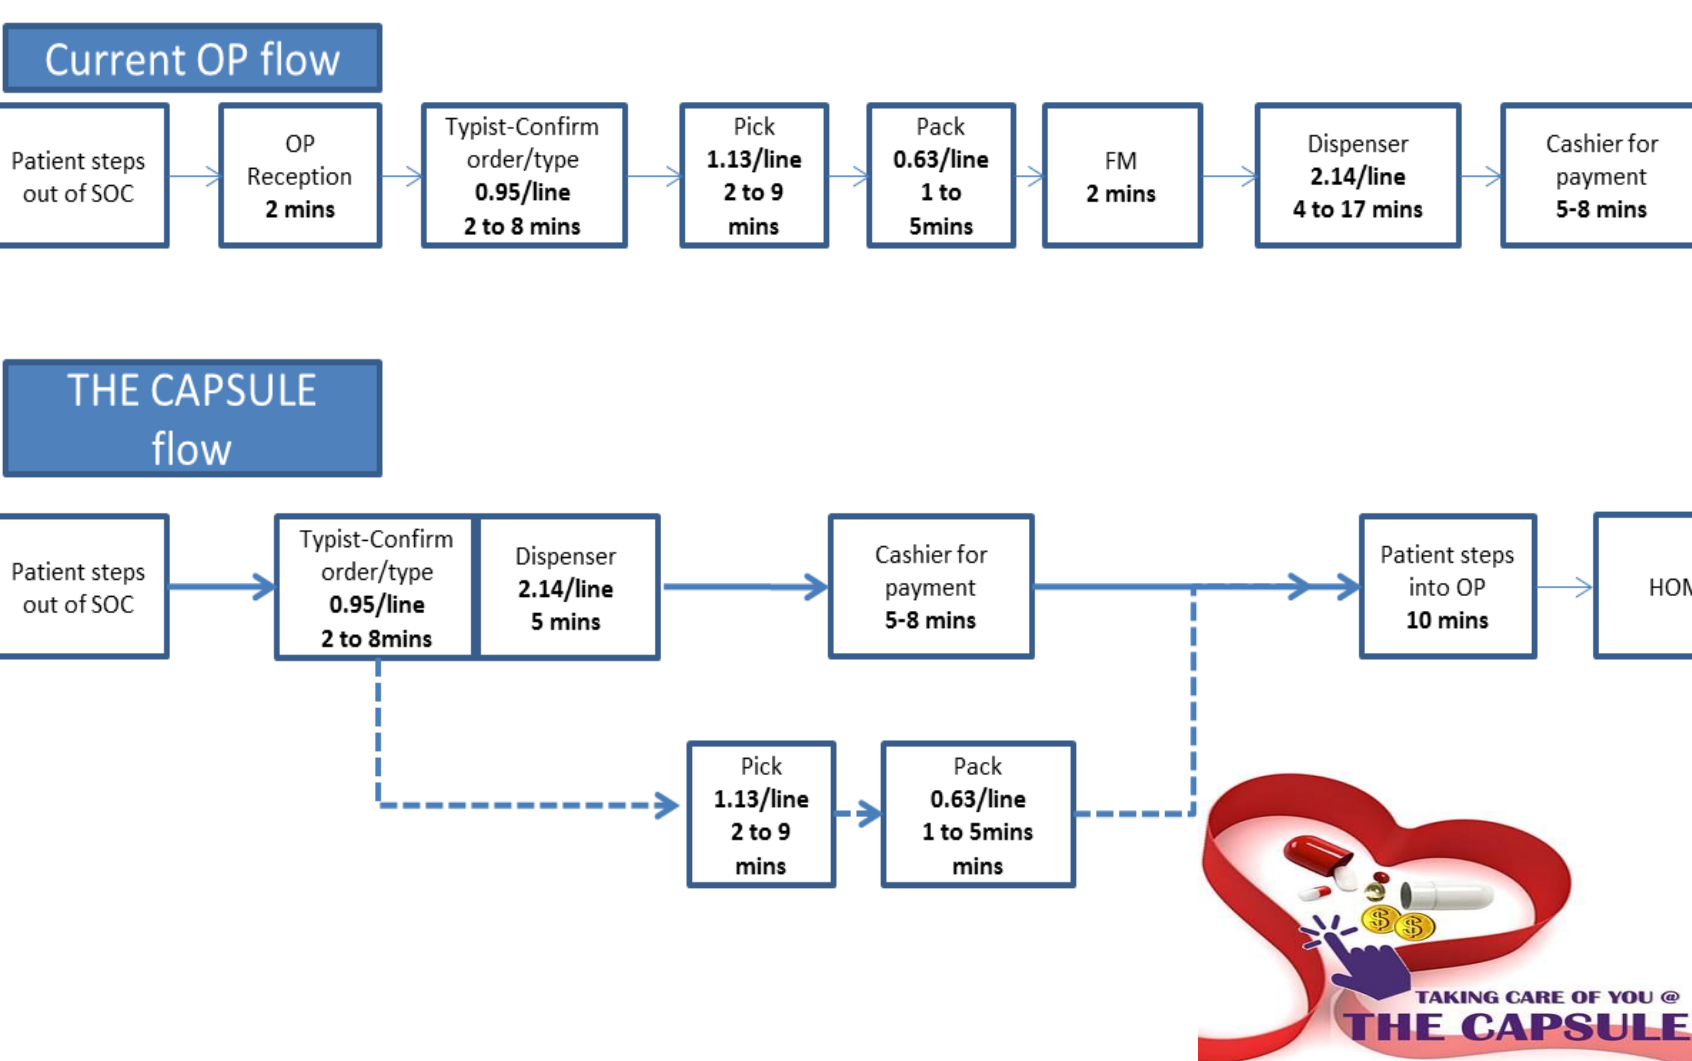 Current OP flow
Patient steps
out of SOC
OP
Reception
2 mins
Typist-Confirm
order/type
0.95/line
2 to 8 mins
Pick
1.13/line
2 to 9
mins
Pack
0.63/line
1 to
5mins
FM
2 mins
Dispenser
2.14/line
4 to 17 mins
Cashier for
payment
5-8 mins
THE CAPSULE
flow
Patient steps
out of SOC
Typist-Confirm
order/type
0.95/line
2 to 8mins
Dispenser
2.14/line
5 mins
Cashier for
payment
5-8 mins
Patient steps
into OP
10 mins
Pick
1.13/line
2 to 9
mins
Pack
0.63/line
1 to 5mins
mins
$ $
TAKING CARE OF YOU @
THE CAPSULE